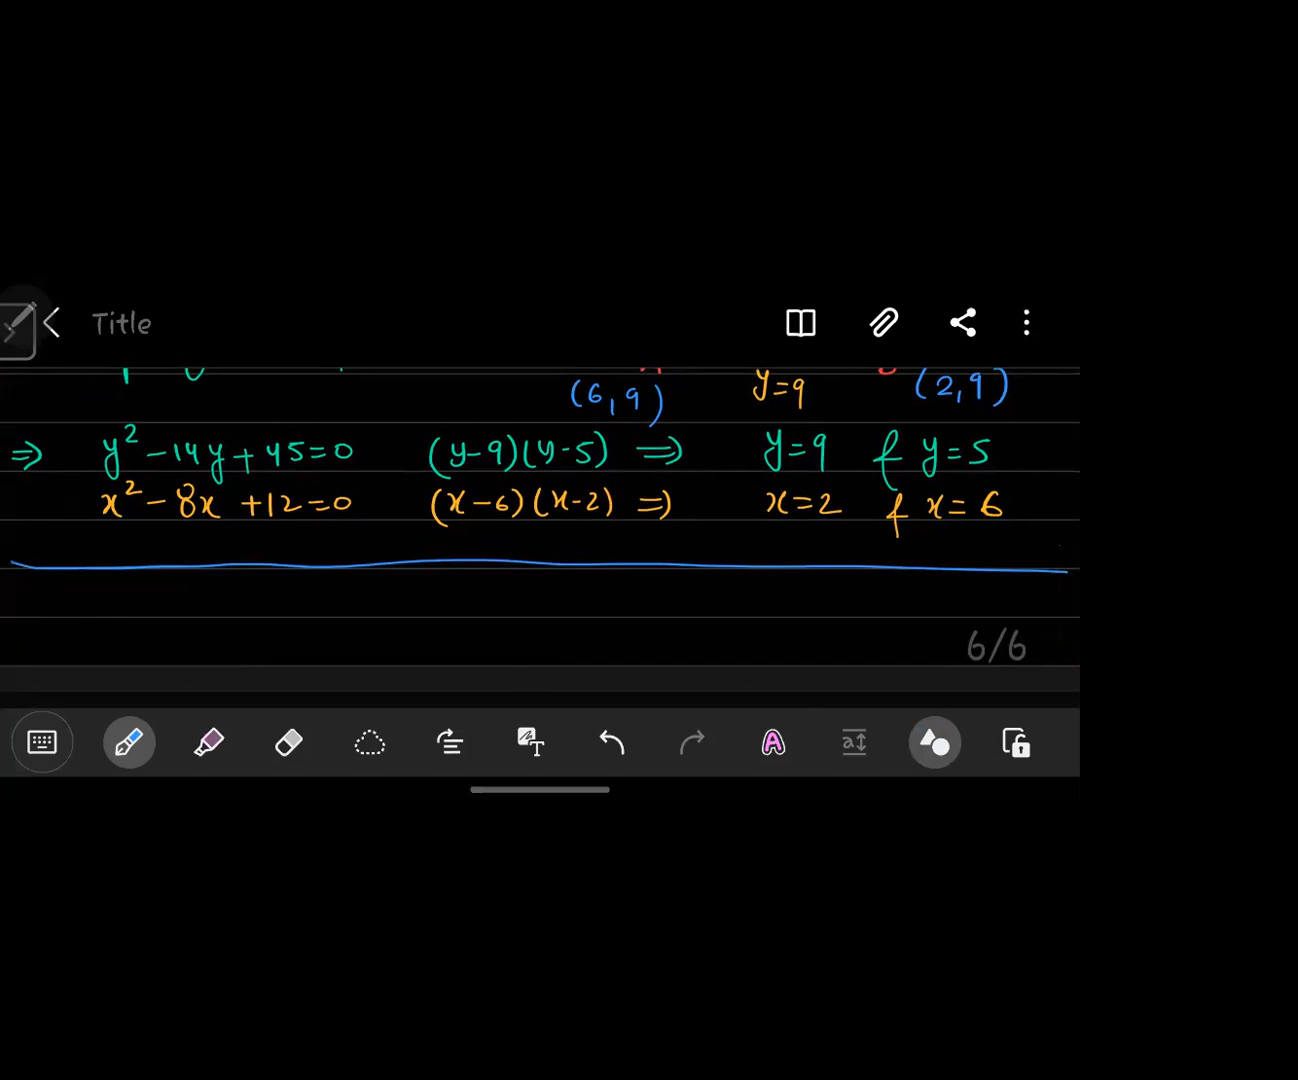 Title
(6,9) y=9 (2,9)
⇒ y²-14y+45=0 (y-9)(y-5) ⇒ y=9 f y=5
x²-8x+12=0 (x-6)(x-2) ⇒ x=2 f x=6
6/6
T
A
a